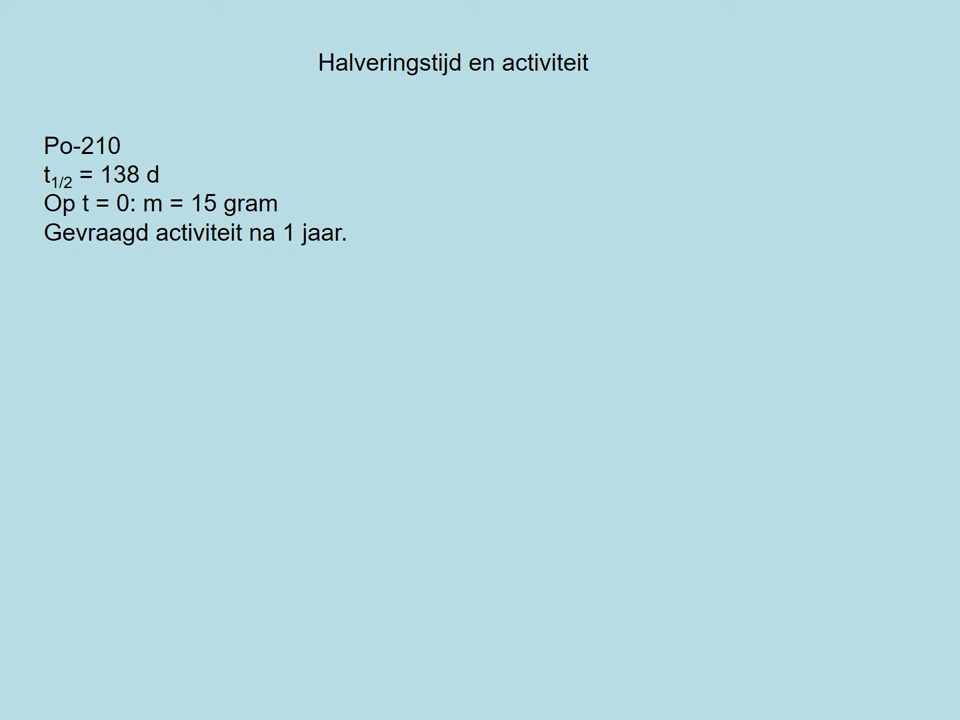 Halveringstijd en activiteit
Po-210
t1/2 = 138 d
Op t = 0: m = 15 gram
Gevraagd activiteit na 1 jaar.